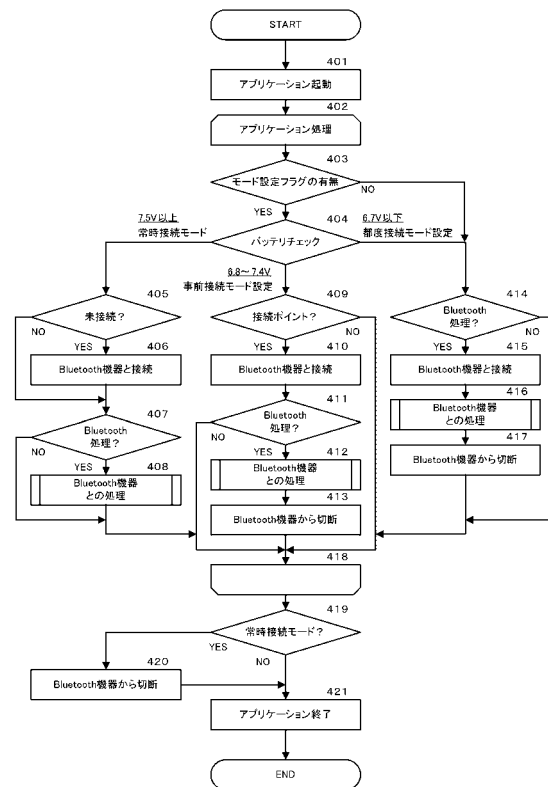 START
401
アプリケーション起動
402
アプリケーション処理
403
モード設定フラグの有無
NO
YES
404
7.5V以上
常時接続モード
バッテリチェック
6.7V以下
都度接続モード設定
6.8～7.4V
事前接続モード設定
405
未接続？
NO
YES
406
Bluetooth機器と接続
407
Bluetooth
処理？
NO
YES
408
Bluetooth機器
との処理
409
接続ポイント？
NO
YES
410
Bluetooth機器と接続
411
Bluetooth
処理？
NO
YES
412
Bluetooth機器
との処理
413
Bluetooth機器から切断
414
Bluetooth
処理？
NO
YES
415
Bluetooth機器と接続
416
Bluetooth機器
との処理
417
Bluetooth機器から切断
418
419
常時接続モード？
YES
NO
420
Bluetooth機器から切断
421
アプリケーション終了
END